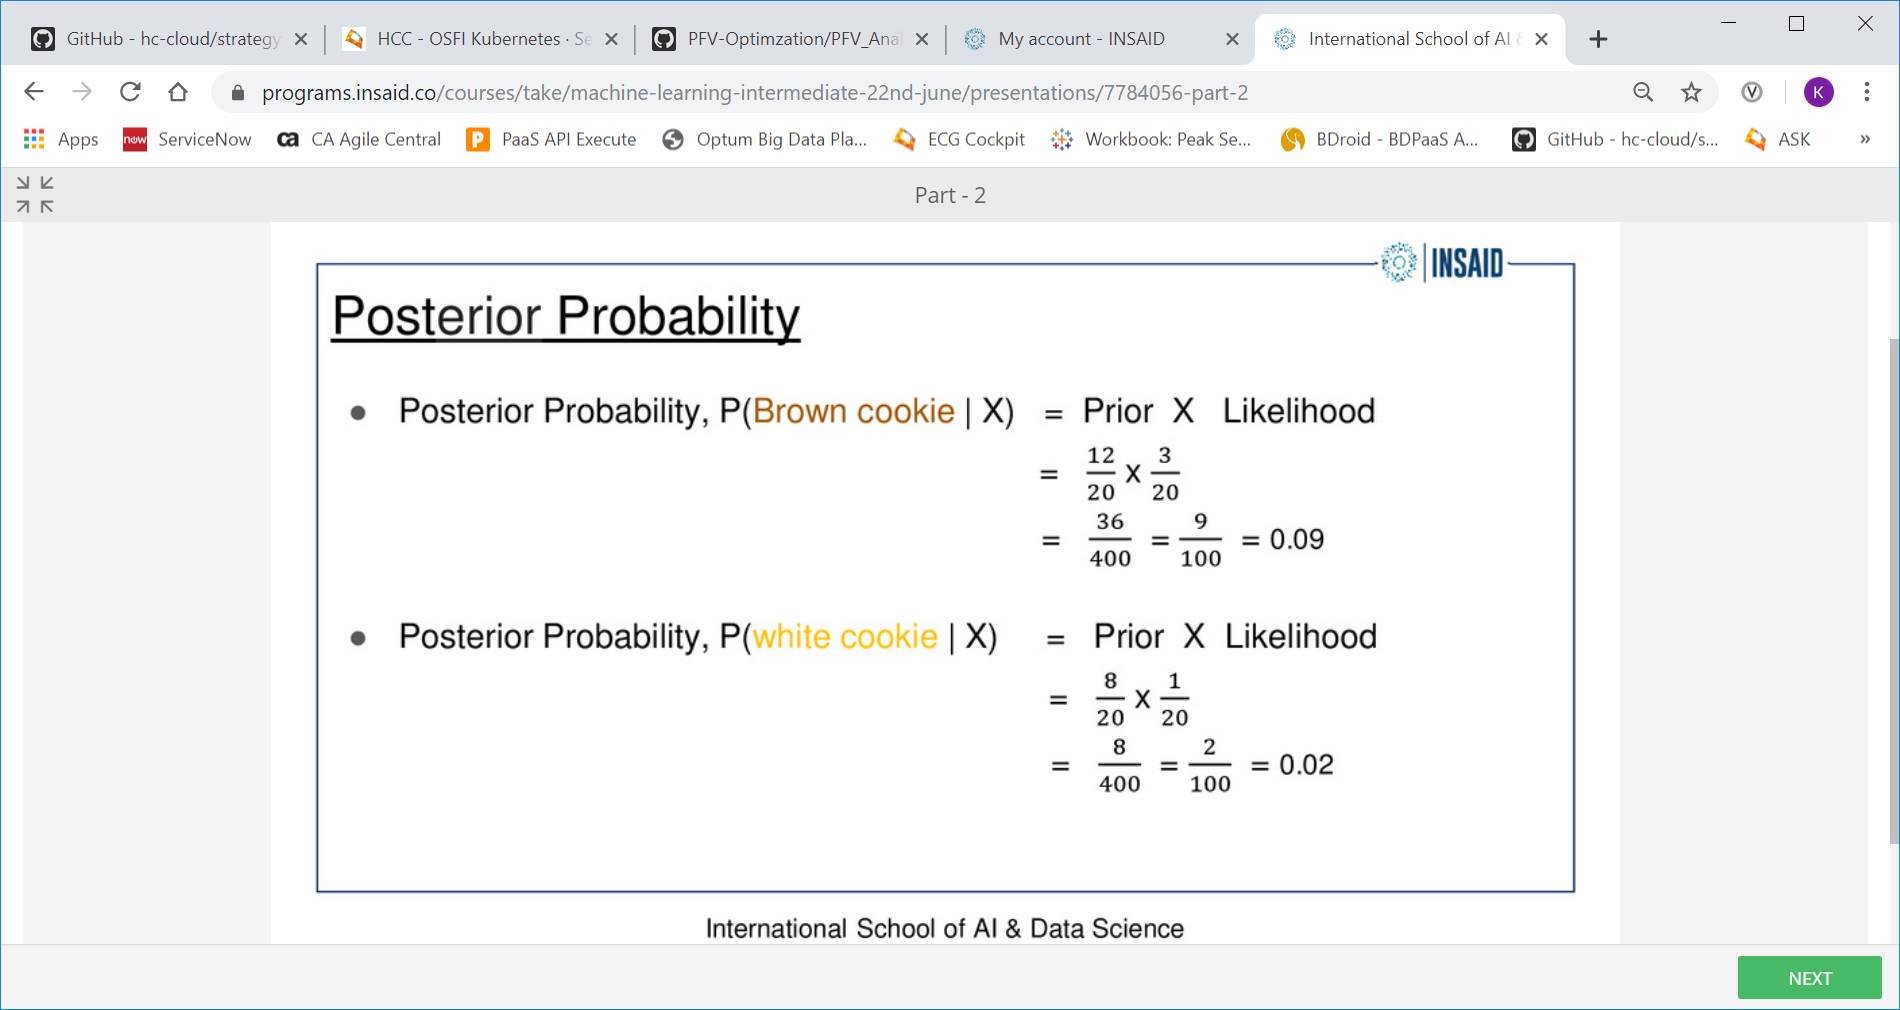 GitHub - hc-cloud/strategy
HCC - OSFI Kubernetes · Se
PFV-Optimzation/PFV_Anal
My account - INSAID
International School of AI &
programs.insaid.co/courses/take/machine-learning-intermediate-22nd-june/presentations/7784056-part-2
K
Apps
now ServiceNow
ca CA Agile Central
P PaaS API Execute
Optum Big Data Pla...
ECG Cockpit
Workbook: Peak Se...
BDroid - BDPaaS A...
GitHub - hc-cloud/s...
ASK
»
Part - 2
INSAID
Posterior Probability
● Posterior Probability, P(Brown cookie | X) = Prior X Likelihood
= 12/20 X 3/20
= 36/400 = 9/100 = 0.09
● Posterior Probability, P(white cookie | X) = Prior X Likelihood
= 8/20 X 1/20
= 8/400 = 2/100 = 0.02
International School of AI & Data Science
NEXT